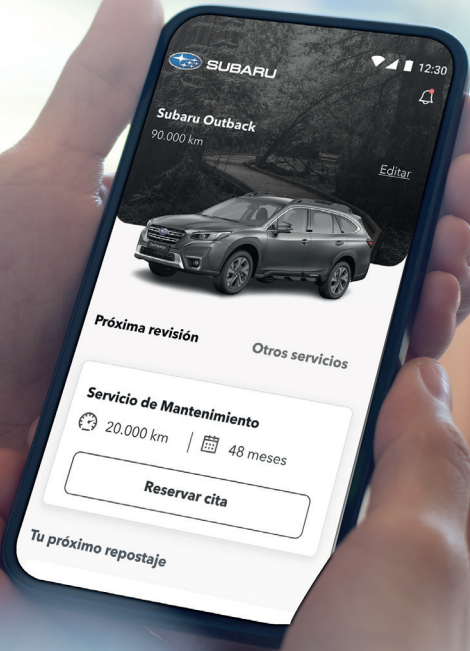 SUBARU
12:30
Subaru Outback
90.000 km
Editar
Próxima revisión
Otros servicios
Servicio de Mantenimiento
20.000 km
48 meses
Reservar cita
Tu próximo repostaje